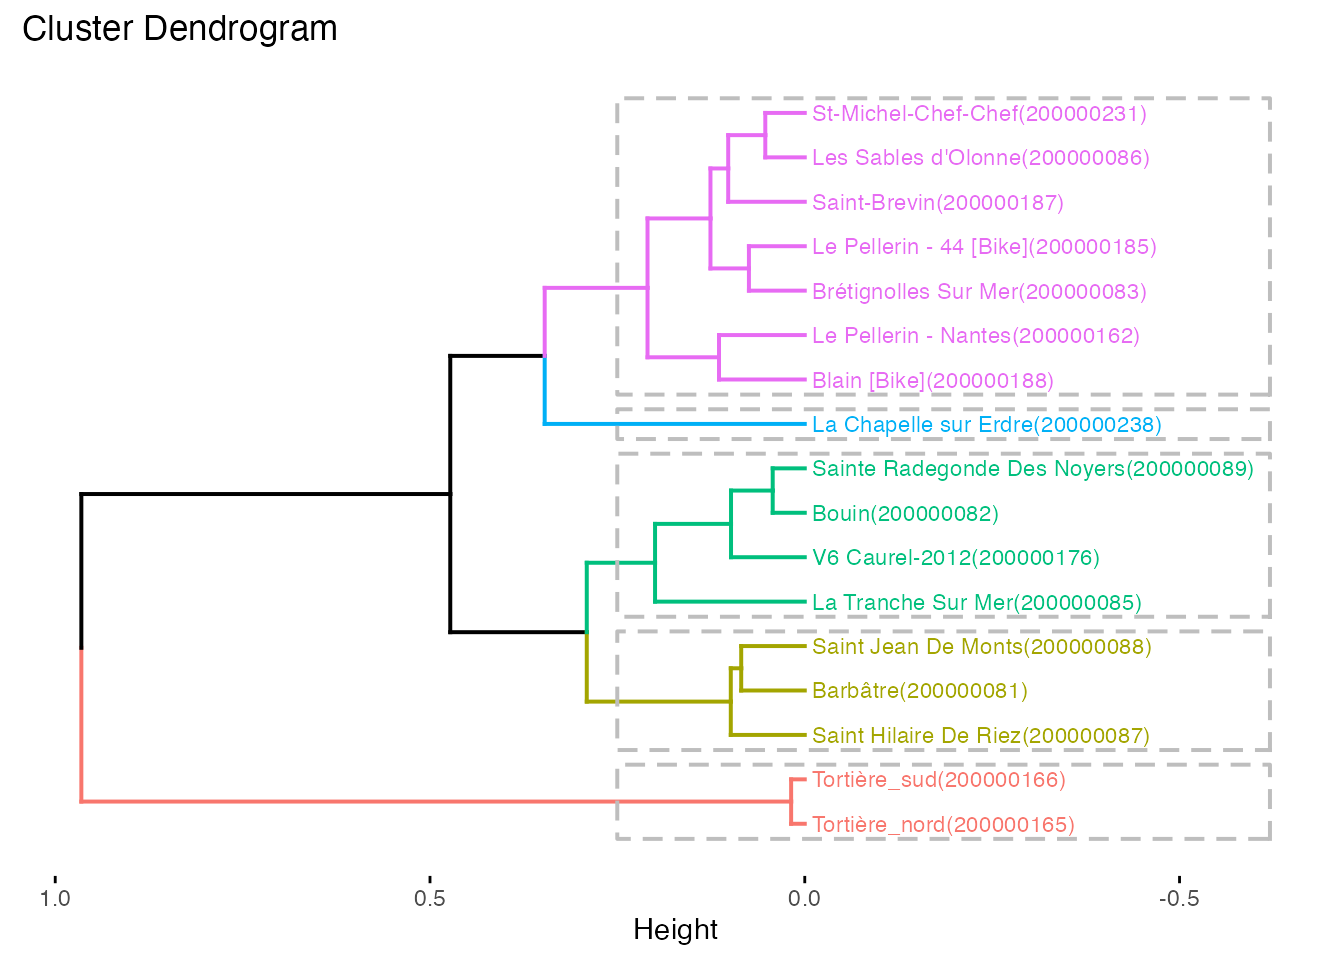 Cluster Dendrogram
St-Michel-Chef-Chef(200000231)
Les Sables d'Olonne(200000086)
Saint-Brevin(200000187)
Le Pellerin - 44 [Bike](200000185)
Brétignolles Sur Mer(200000083)
Le Pellerin - Nantes(200000162)
Blain [Bike](200000188)
La Chapelle sur Erdre(200000238)
Sainte Radegonde Des Noyers(200000089)
Bouin(200000082)
V6 Caurel-2012(200000176)
La Tranche Sur Mer(200000085)
Saint Jean De Monts(200000088)
Barbâtre(200000081)
Saint Hilaire De Riez(200000087)
Tortière_sud(200000166)
Tortière_nord(200000165)
1.0 0.5 0.0 -0.5
Height